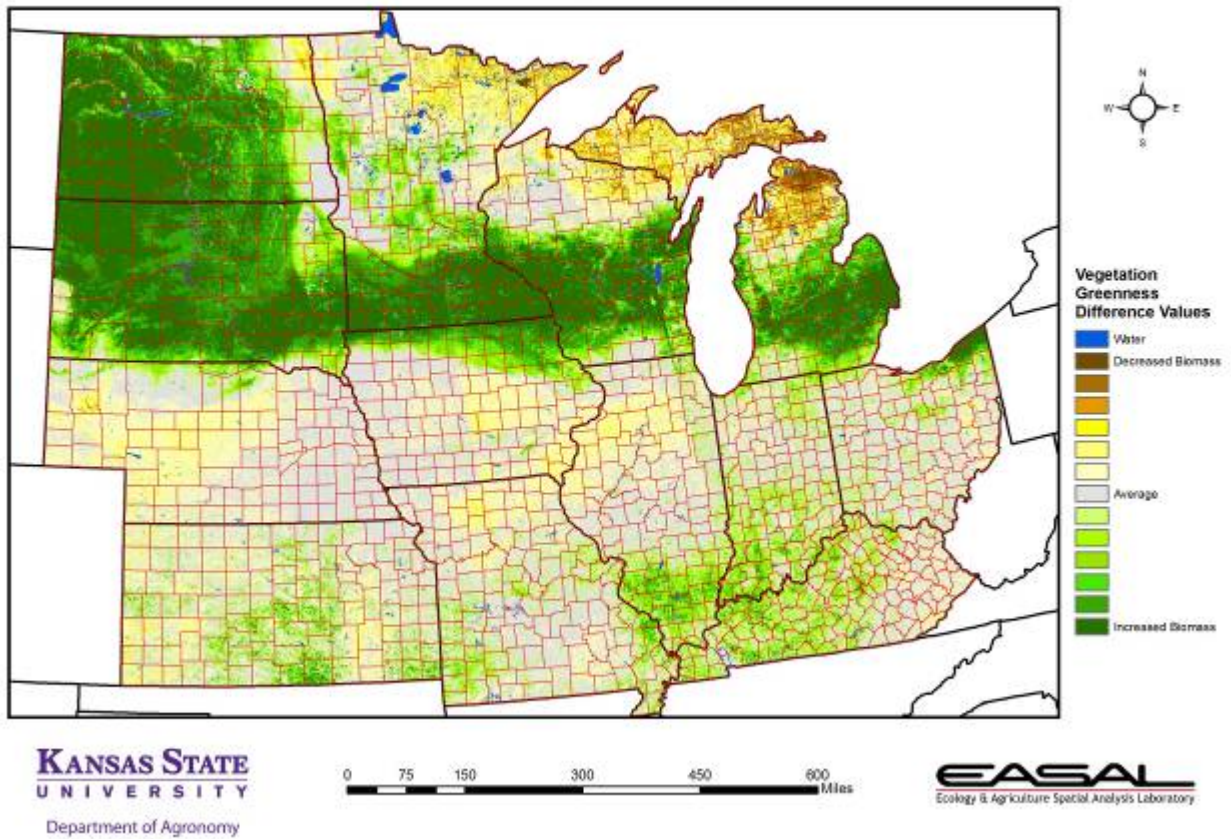 N
W E
S
Vegetation
Greenness
Difference Values
Water
Decreased Biomass
Average
Increased Biomass
KANSAS STATE
UNIVERSITY
Department of Agronomy
0 75 150 300 450 600
Miles
EASAL
Ecology & Agriculture Spatial Analysis Laboratory